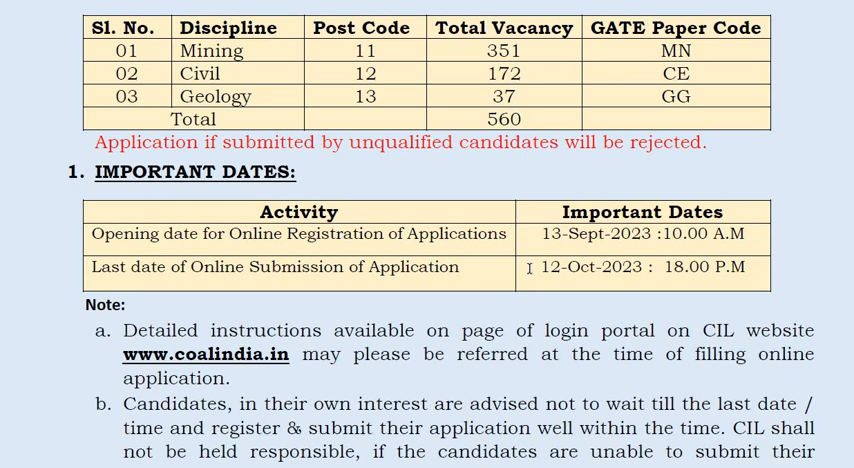 Sl. No. Discipline Post Code Total Vacancy GATE Paper Code
01 Mining 11 351 MN
02 Civil 12 172 CE
03 Geology 13 37 GG
Total 560
Application if submitted by unqualified candidates will be rejected.
1. IMPORTANT DATES:
Activity Important Dates
Opening date for Online Registration of Applications 13-Sept-2023 :10.00 A.M
Last date of Online Submission of Application 12-Oct-2023 : 18.00 P.M
Note:
a. Detailed instructions available on page of login portal on CIL website
www.coalindia.in may please be referred at the time of filling online
application.
b. Candidates, in their own interest are advised not to wait till the last date /
time and register & submit their application well within the time. CIL shall
not be held responsible, if the candidates are unable to submit their